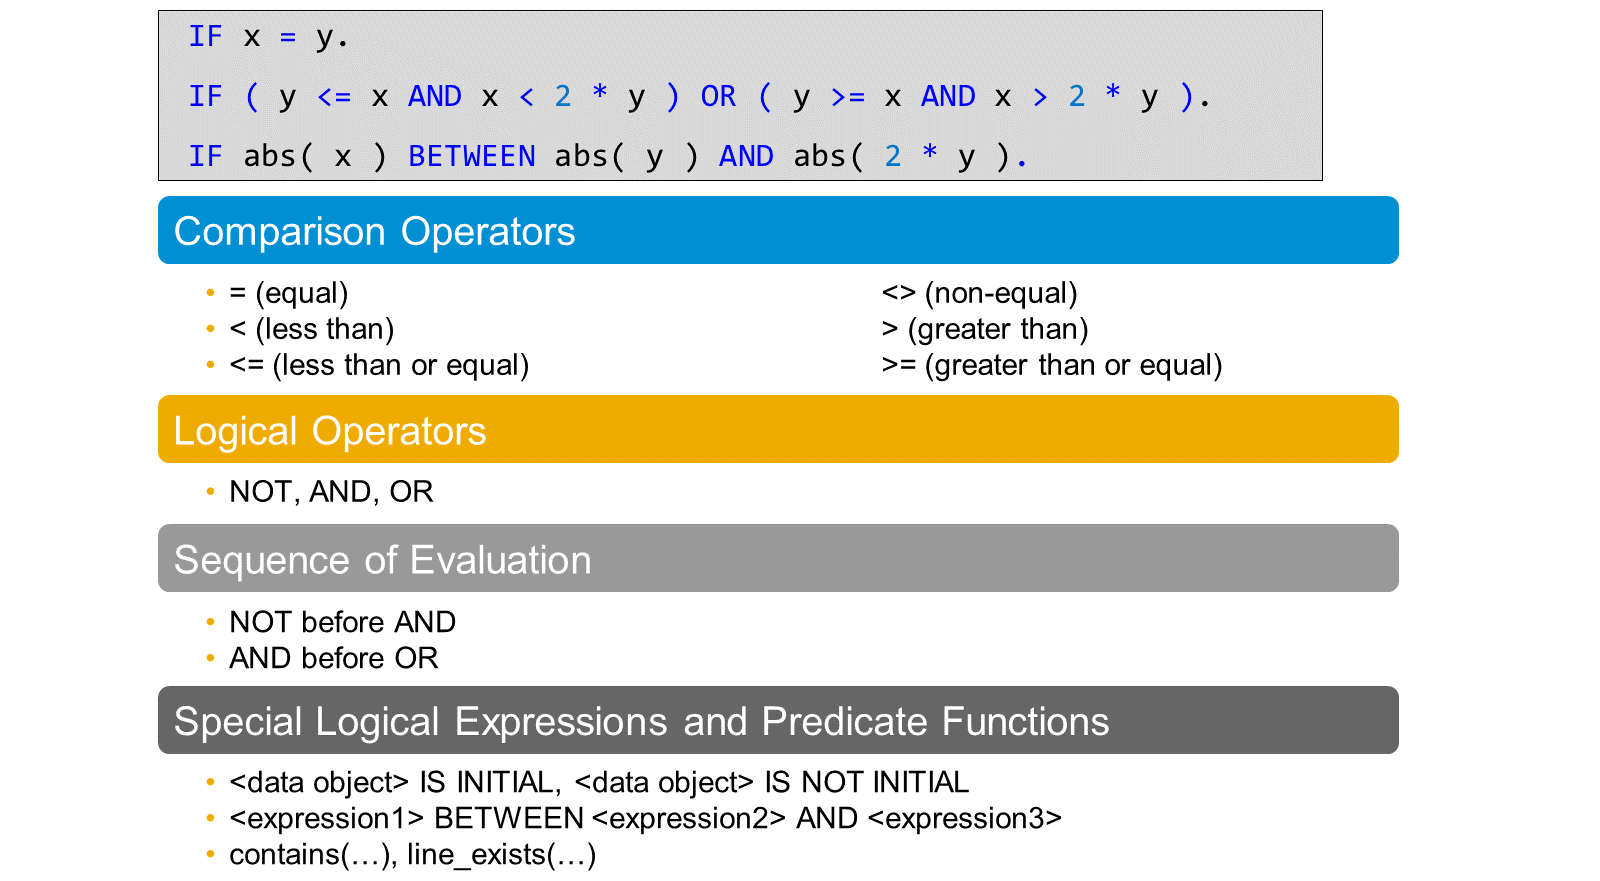 IF x = y.
IF ( y <= x AND x < 2 * y ) OR ( y >= x AND x > 2 * y ).
IF abs( x ) BETWEEN abs( y ) AND abs( 2 * y ).
Comparison Operators
• = (equal) <> (non-equal)
• < (less than) > (greater than)
• <= (less than or equal) >= (greater than or equal)
Logical Operators
• NOT, AND, OR
Sequence of Evaluation
• NOT before AND
• AND before OR
Special Logical Expressions and Predicate Functions
• <data object> IS INITIAL, <data object> IS NOT INITIAL
• <expression1> BETWEEN <expression2> AND <expression3>
• contains(…), line_exists(…)